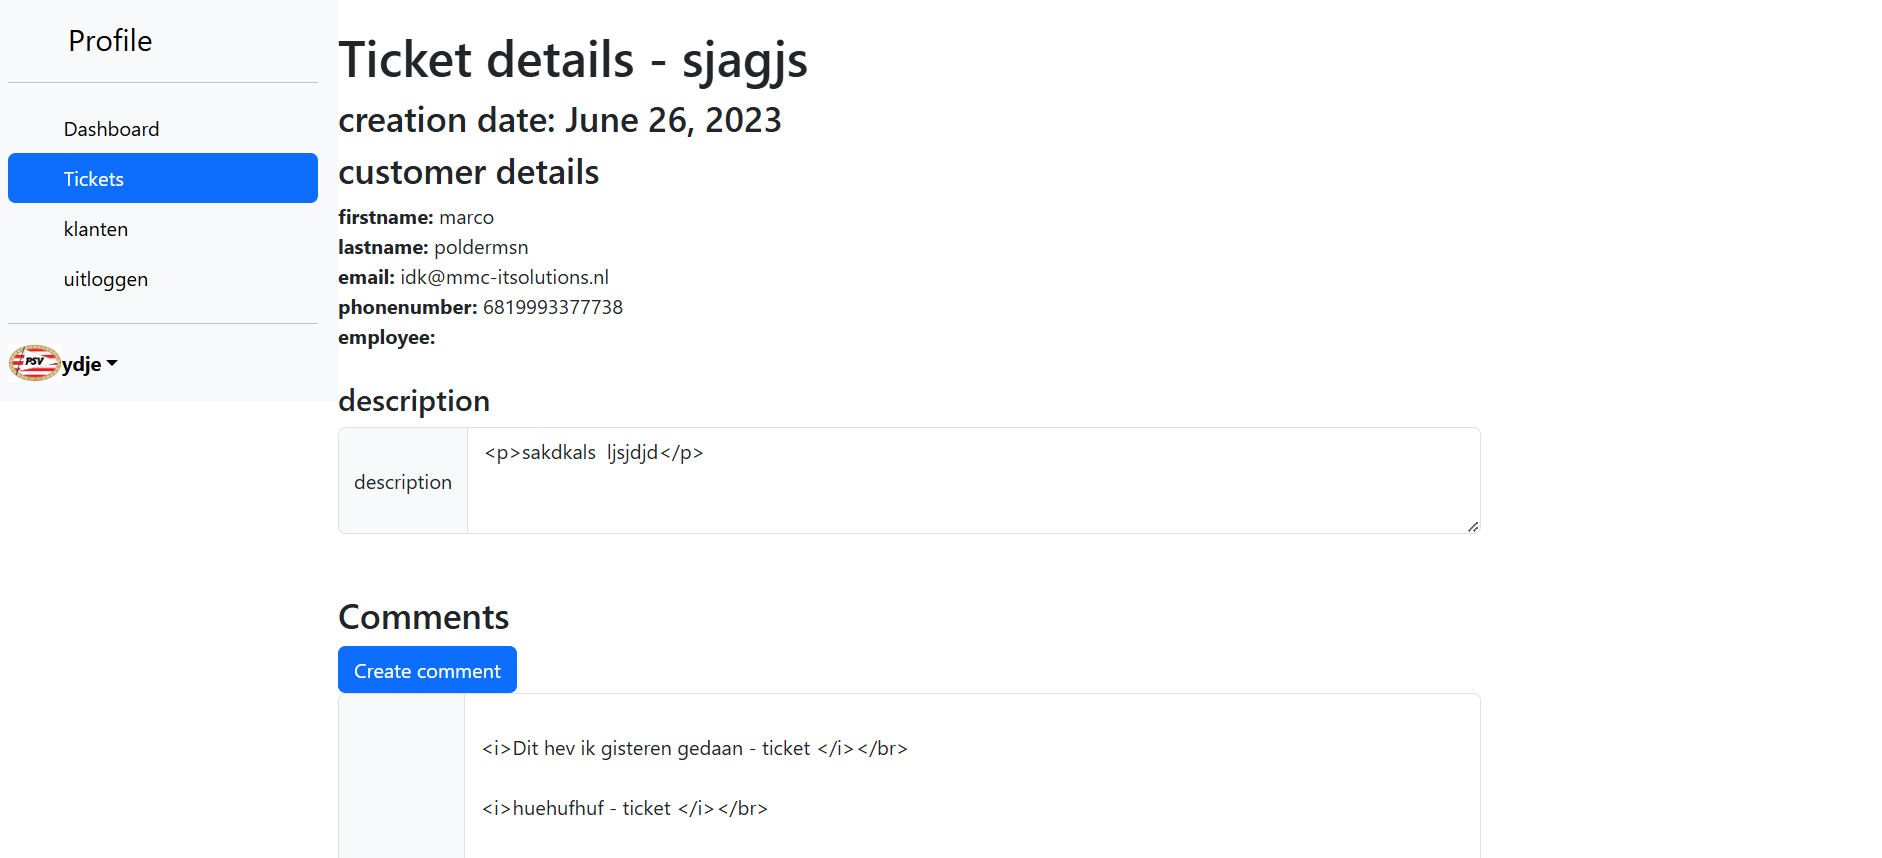 Profile
Dashboard
Tickets
klanten
uitloggen
PSV
ydje
Ticket details - sjagjs
creation date: June 26, 2023
customer details
firstname: marco
lastname: poldermsn
email: idk@mmc-itsolutions.nl
phonenumber: 6819993377738
employee:
description
description
<p>sakdkals  ljsjdjd</p>
Comments
Create comment
<i>Dit hev ik gisteren gedaan - ticket </i></br>
<i>huehufhuf - ticket </i></br>